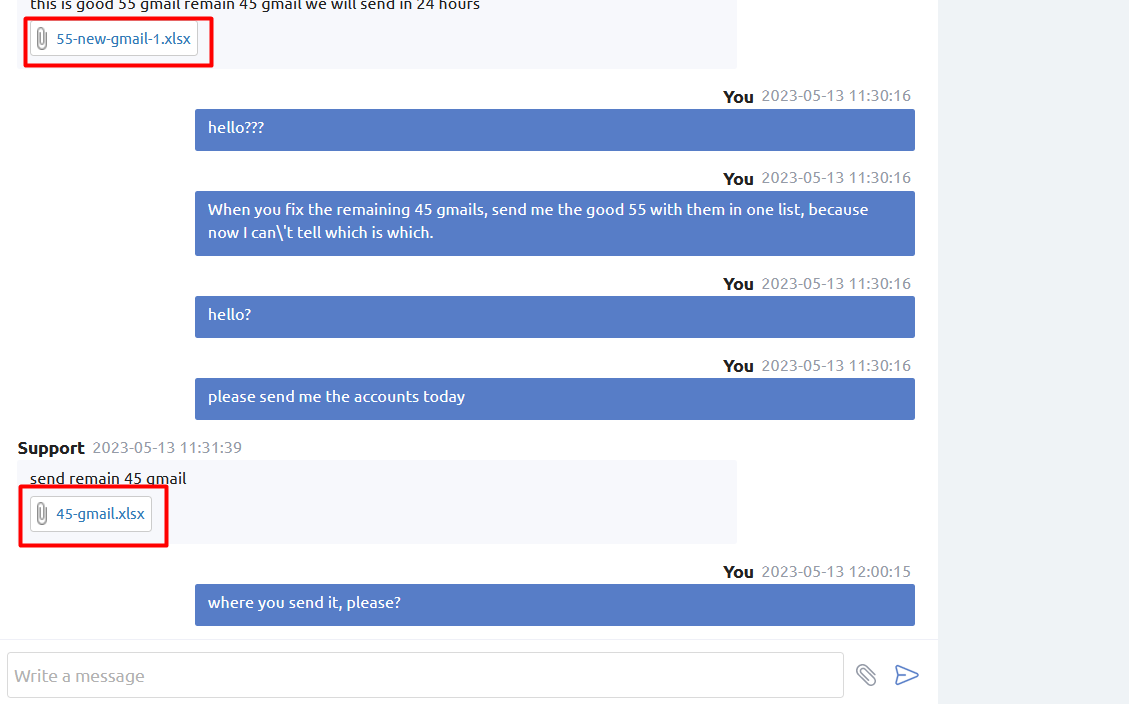 this is good 55 gmail remain 45 gmail we will send in 24 hours
55-new-gmail-1.xlsx
You 2023-05-13 11:30:16
hello???
You 2023-05-13 11:30:16
When you fix the remaining 45 gmails, send me the good 55 with them in one list, because
now I can\'t tell which is which.
You 2023-05-13 11:30:16
hello?
You 2023-05-13 11:30:16
please send me the accounts today
Support 2023-05-13 11:31:39
send remain 45 gmail
45-gmail.xlsx
You 2023-05-13 12:00:15
where you send it, please?
Write a message